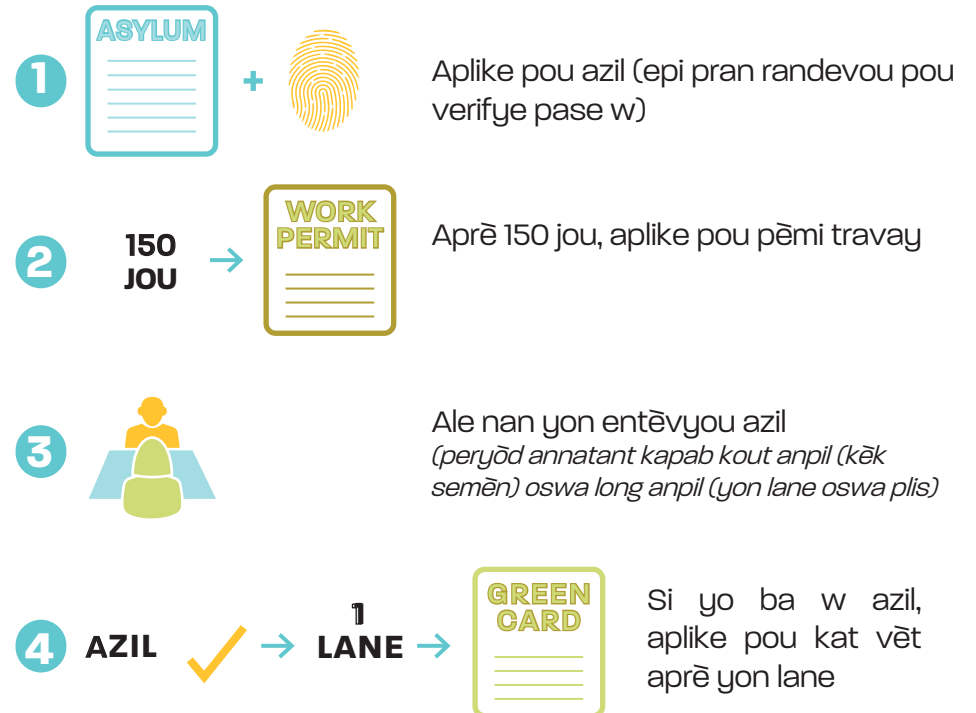 1
ASYLUM
+
Aplike pou azil (epi pran randevou pou
verifye pase w)
2
150
JOU
→
WORK
PERMIT
Aprè 150 jou, aplike pou pèmi travay
3
Ale nan yon entèvyou azil
(peryòd annatant kapab kout anpil (kèk
semèn) oswa long anpil (yon lane oswa plis)
4
AZIL
→
1
LANE
→
GREEN
CARD
Si yo ba w azil,
aplike pou kat vèt
aprè yon lane